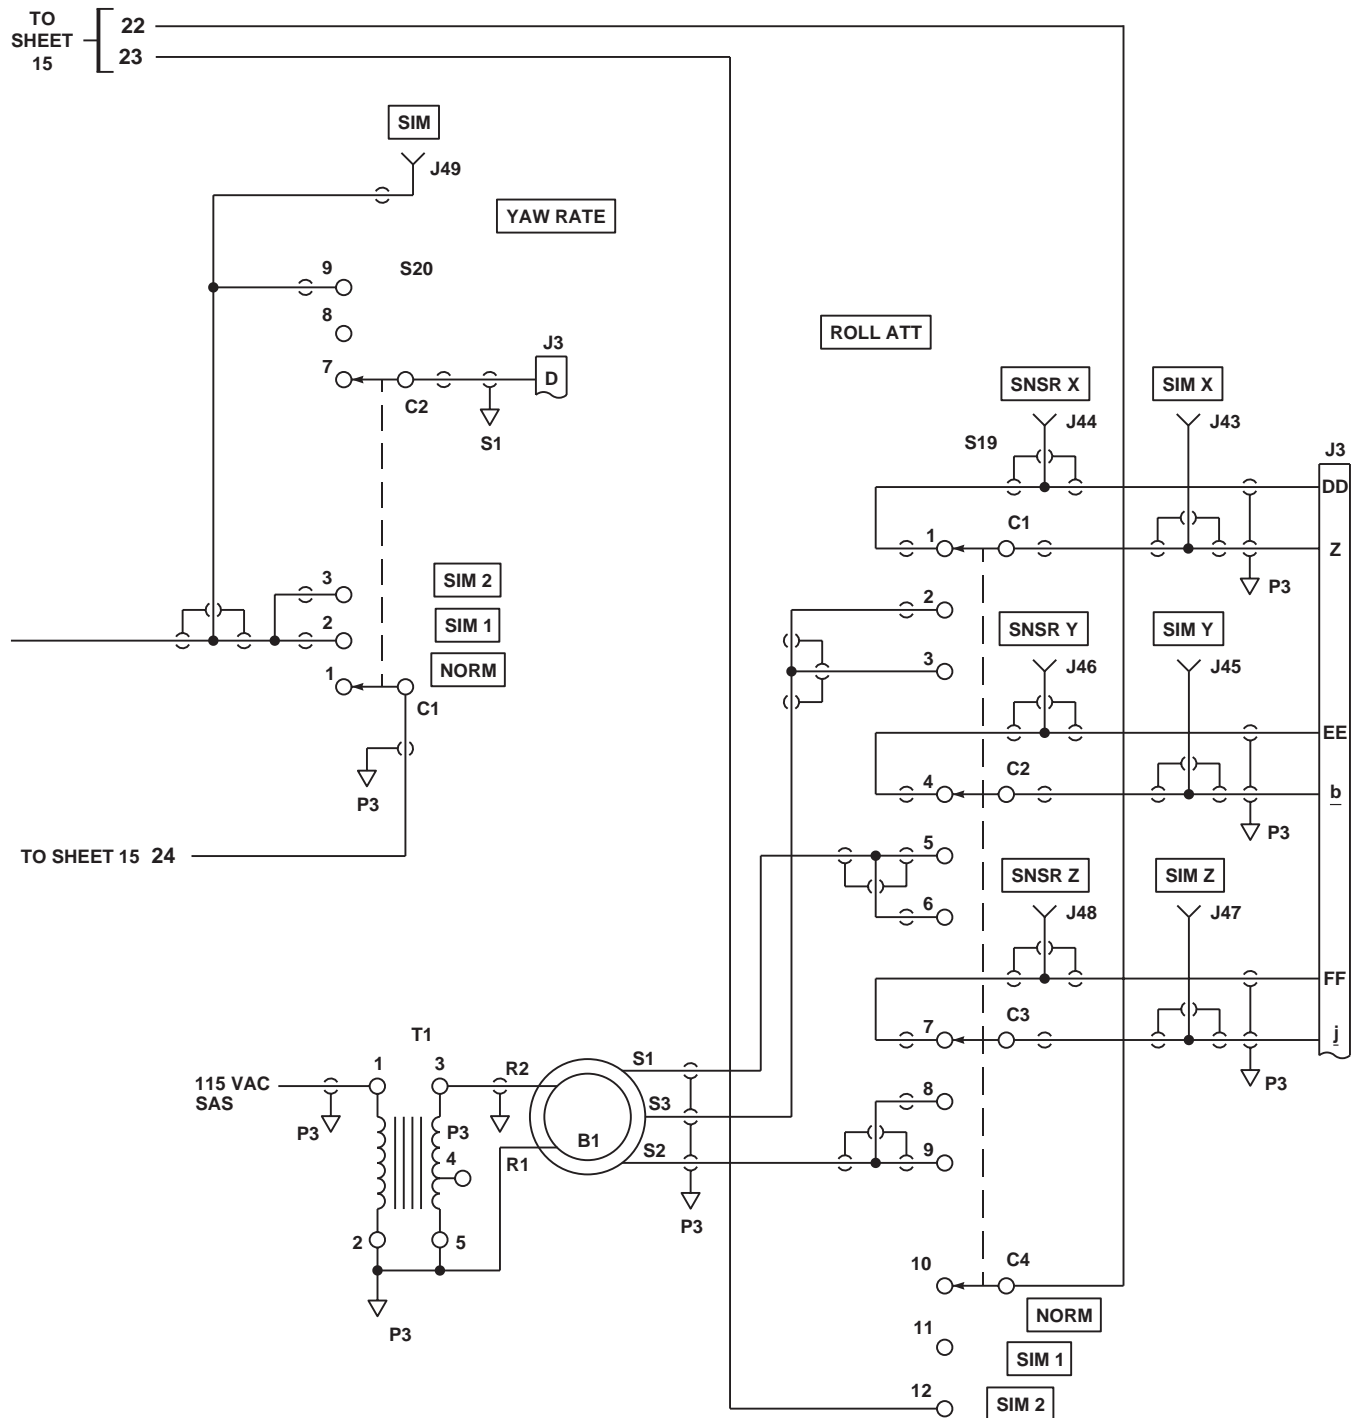 TO
SHEET
15
22
23
SIM
J49
YAW RATE
S20
9
8
7
C2
J3
D
S1
ROLL ATT
SNSR X
SIM X
J44
J43
S19
J3
DD
1
C1
Z
P3
2
3
SIM 2
2
SIM 1
1
NORM
C1
P3
TO SHEET 15 24
SNSR Y
SIM Y
3
J46
J45
EE
4
C2
b
P3
5
SNSR Z
SIM Z
6
J48
J47
FF
7
C3
j
P3
T1
1
3
R2
S1
115 VAC
SAS
P3
P3
S3
8
4
B1
R1
S2
9
P3
2
5
P3
10
C4
NORM
11
SIM 1
12
SIM 2